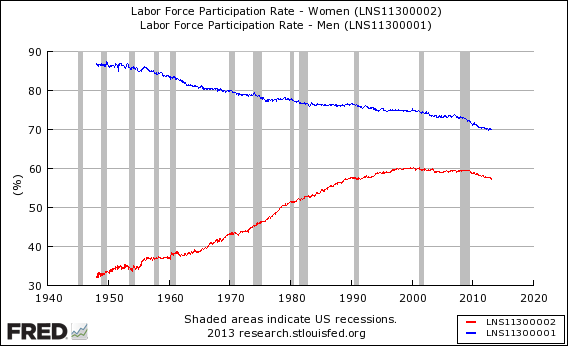 Labor Force Participation Rate - Women (LNS11300002)
Labor Force Participation Rate - Men (LNS11300001)
90
80
70
60
50
40
30
(%)
1940 1950 1960 1970 1980 1990 2000 2010 2020
Shaded areas indicate US recessions.
2013 research.stlouisfed.org
FRED
LNS11300002
LNS11300001